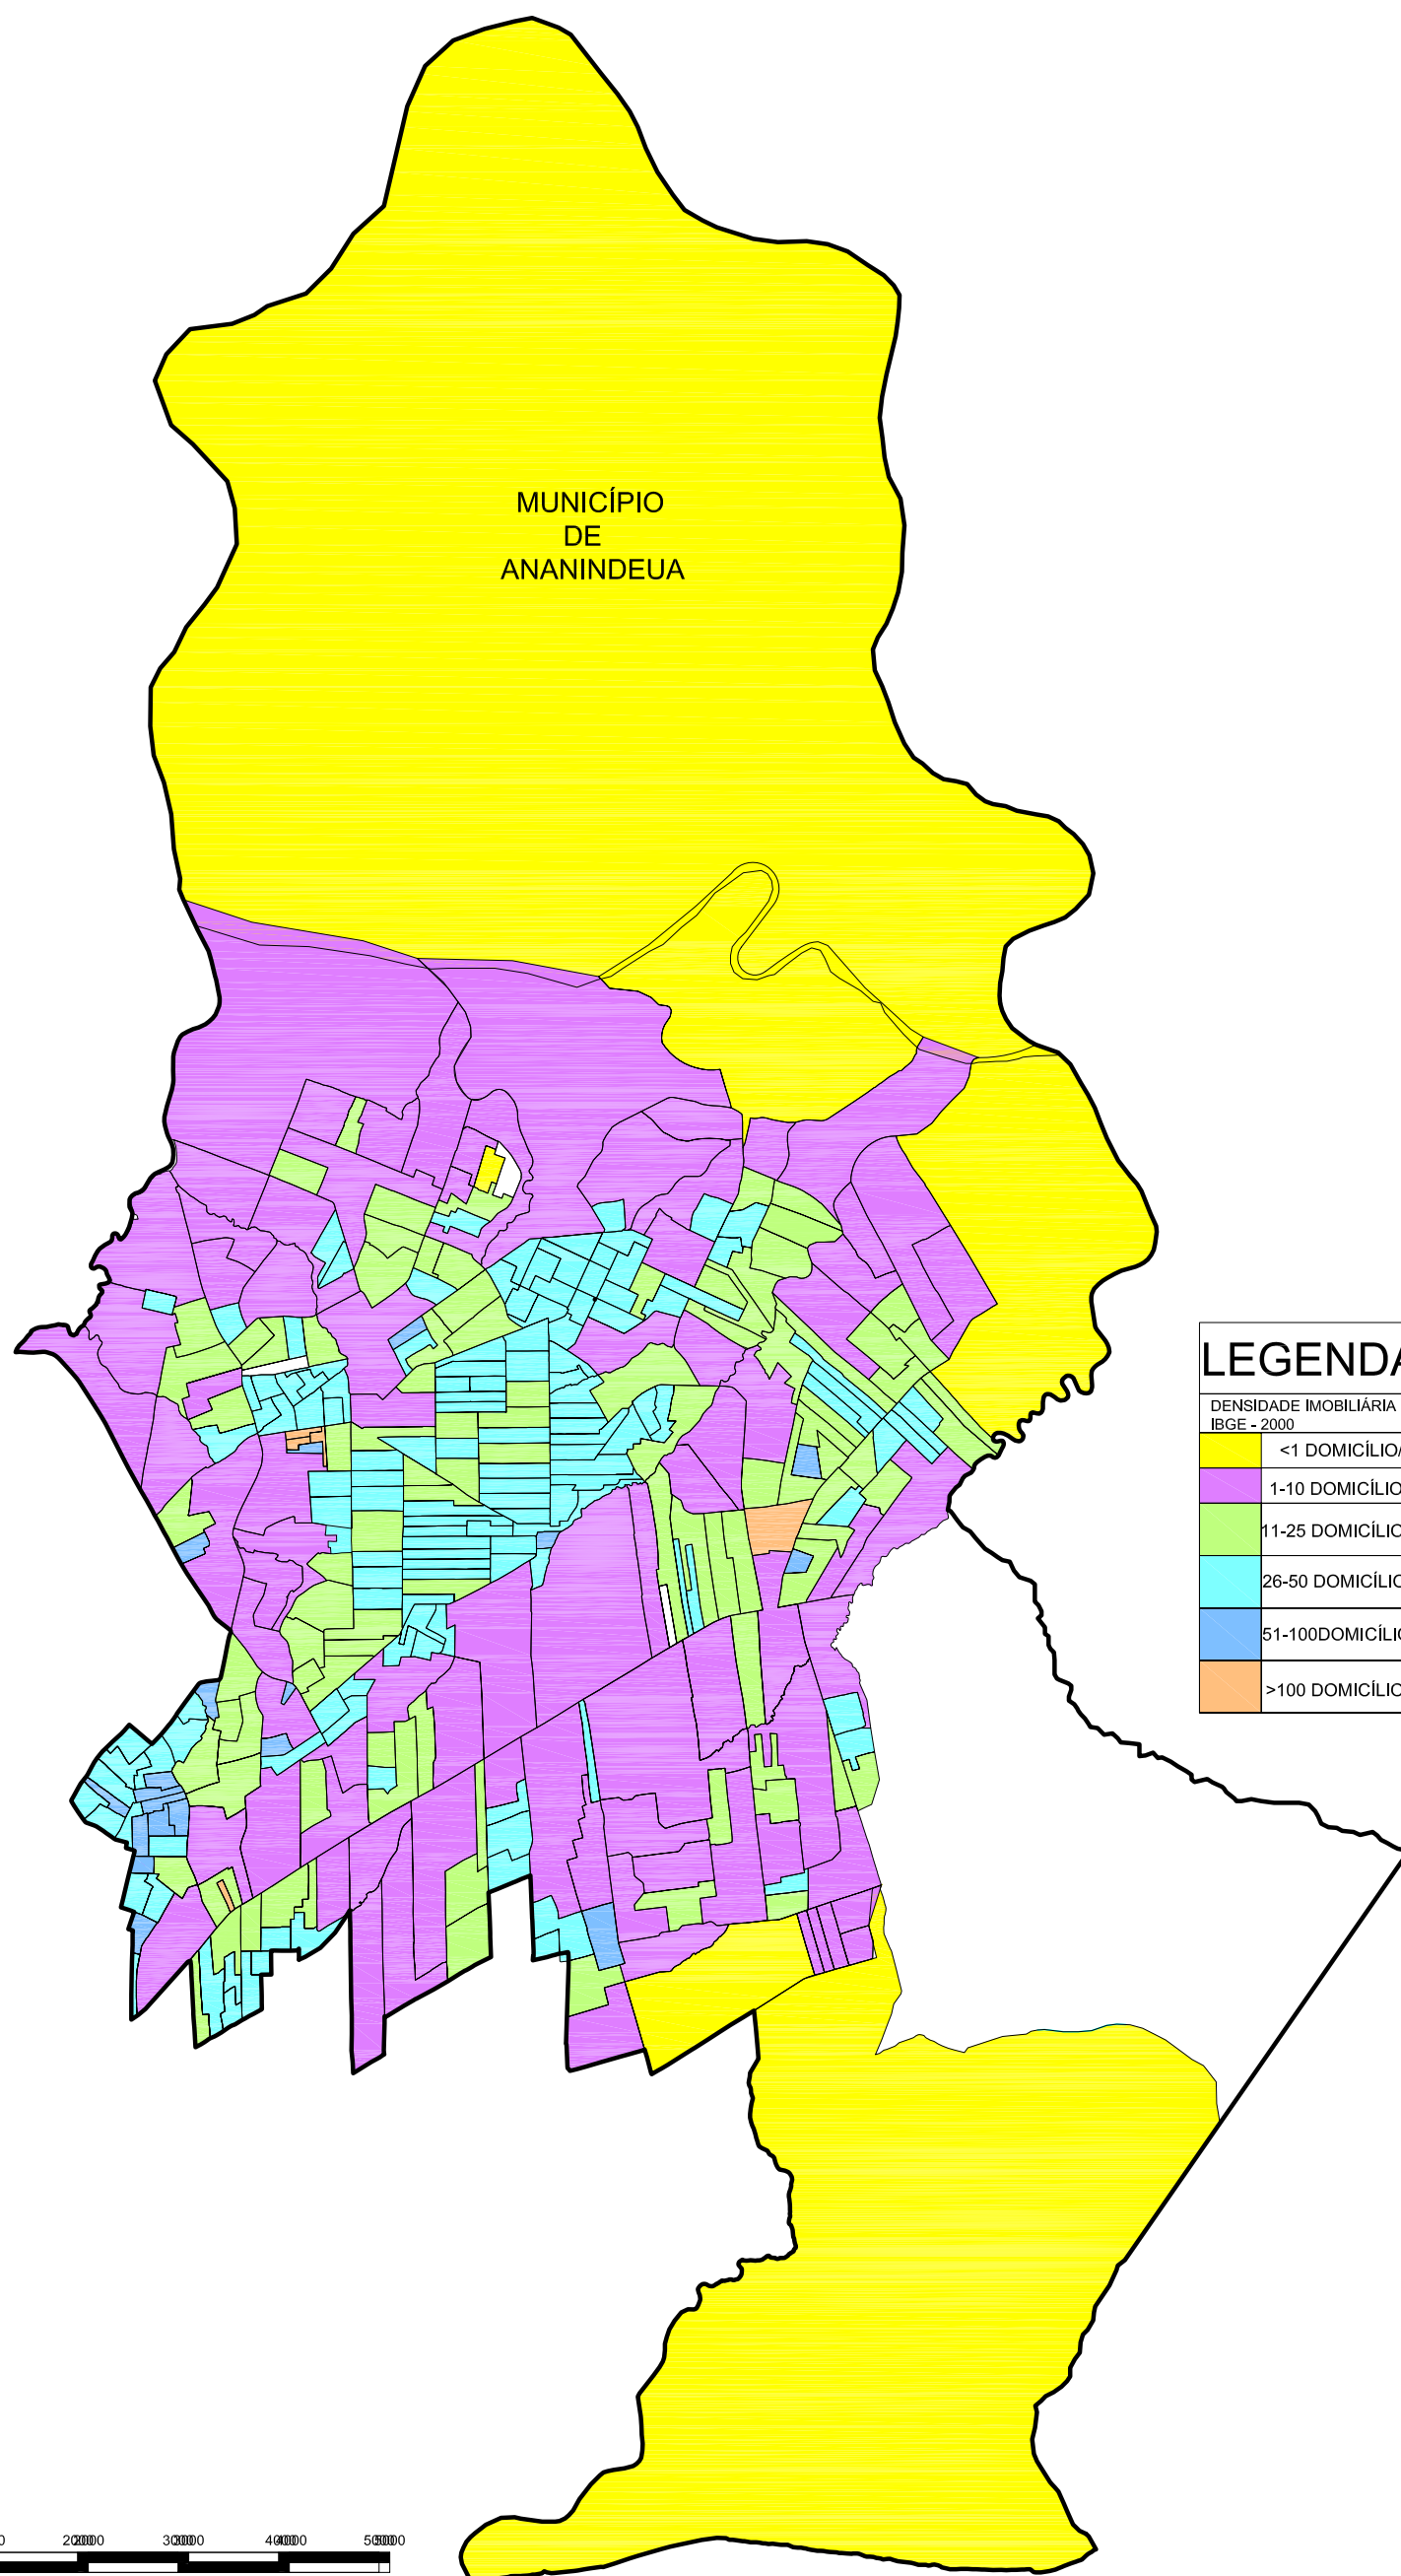 MUNICÍPIO
DE
ANANINDEUA
LEGENDA
DENSIDADE IMOBILIÁRIA
IBGE - 2000
<1 DOMICÍLIO/
1-10 DOMICÍLIO
11-25 DOMICÍLIO
26-50 DOMICÍLIO
51-100DOMICÍLIO
>100 DOMICÍLIO